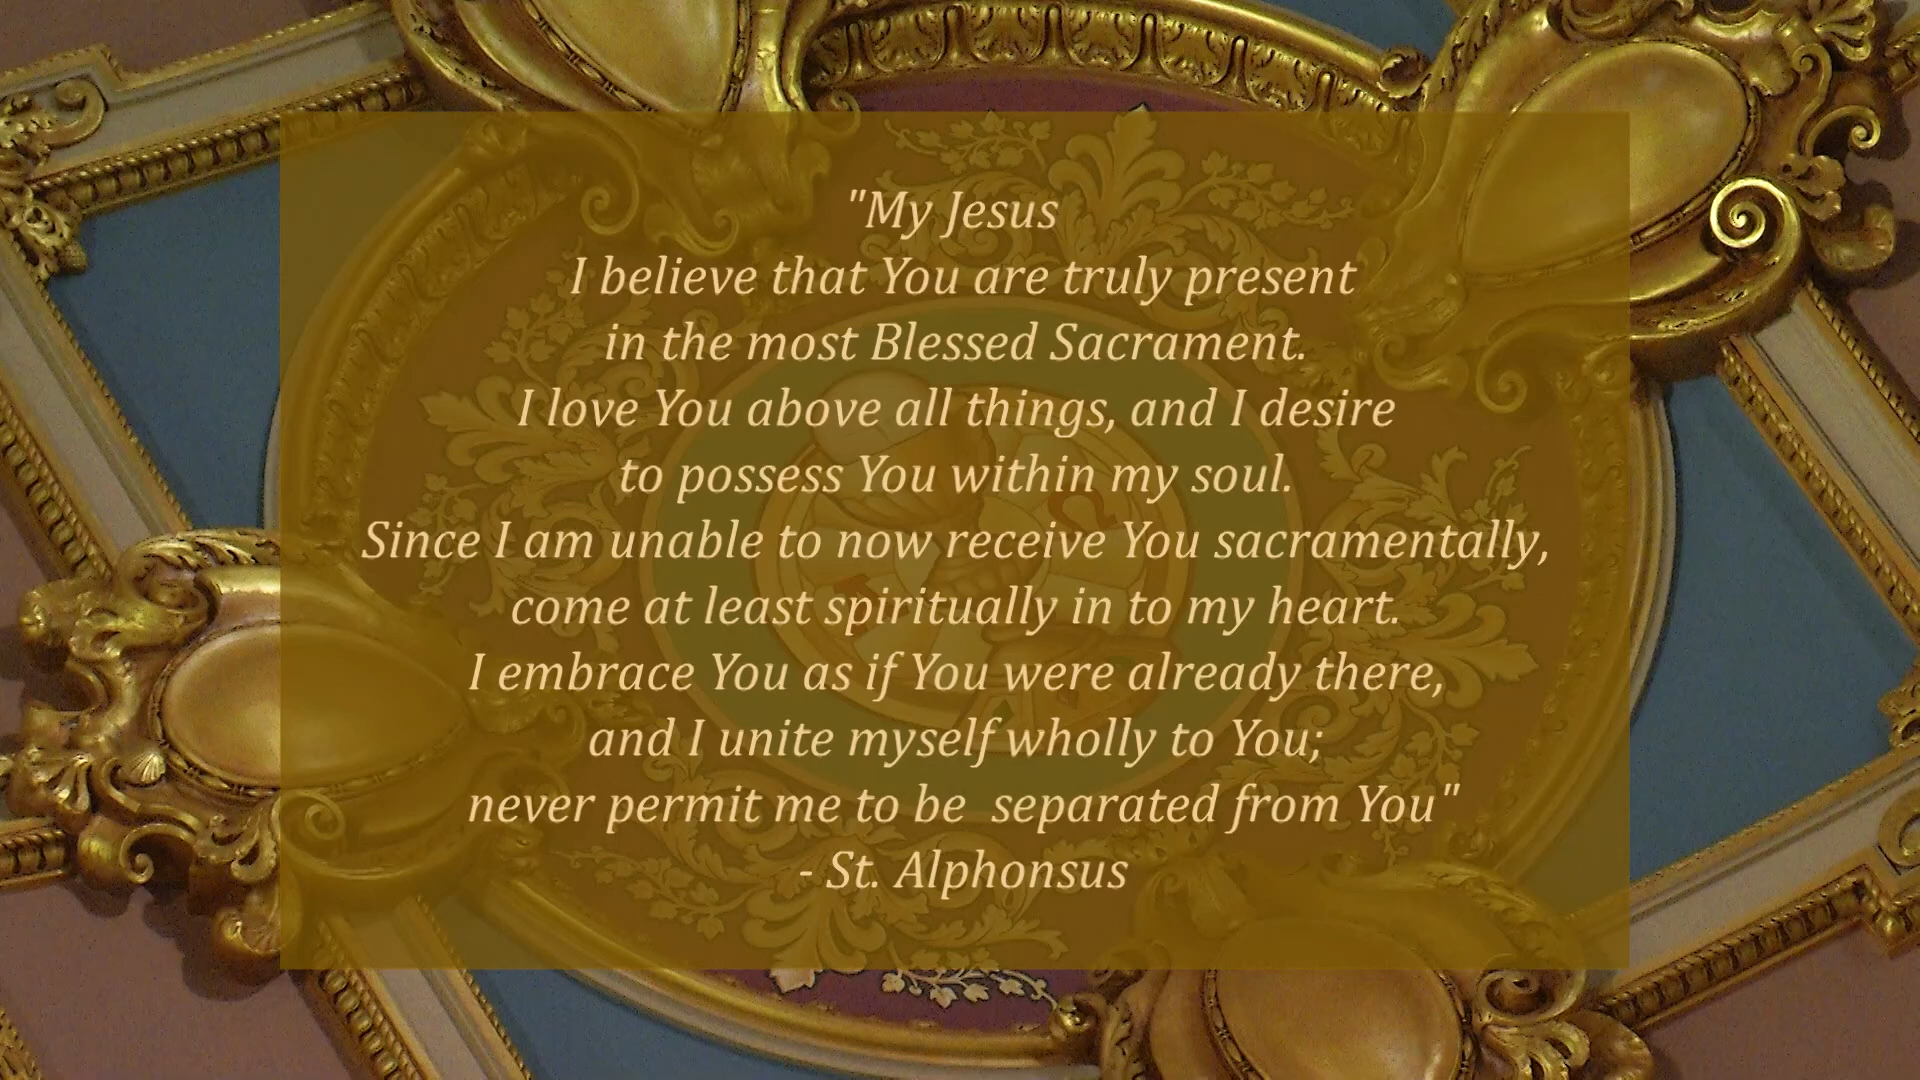 "My Jesus
I believe that You are truly present
in the most Blessed Sacrament.
I love You above all things, and I desire
to possess You within my soul.
Since I am unable to now receive You sacramentally,
come at least spiritually in to my heart.
I embrace You as if You were already there,
and I unite myself wholly to You;
never permit me to be  separated from You"
- St. Alphonsus